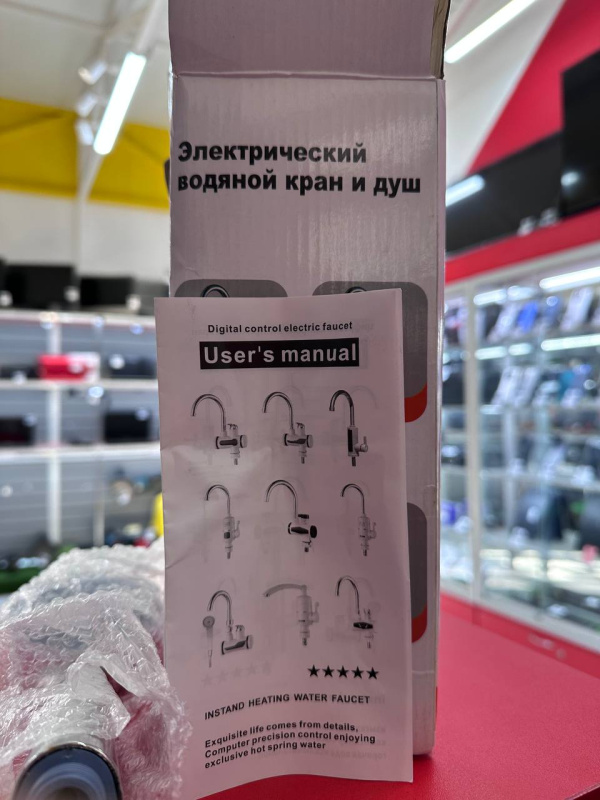 Электрический
водяной кран и душ
Digital control electric faucet
User's manual
★★★★★
INSTAND HEATING WATER FAUCET
Exquisite life comes from details,
Computer precision control enjoying
exclusive hot spring water